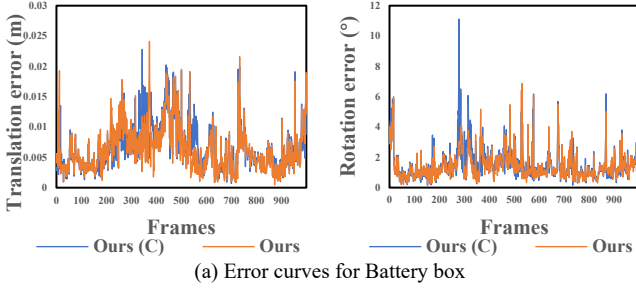 Translation error (m)
0.03
0.025
0.02
0.015
0.01
0.005
0
0 100 200 300 400 500 600 700 800 900
Frames
Ours (C) Ours
Rotation error (°)
12
10
8
6
4
2
0
0 100 200 300 400 500 600 700 800 900
Frames
Ours (C) Ours
(a) Error curves for Battery box